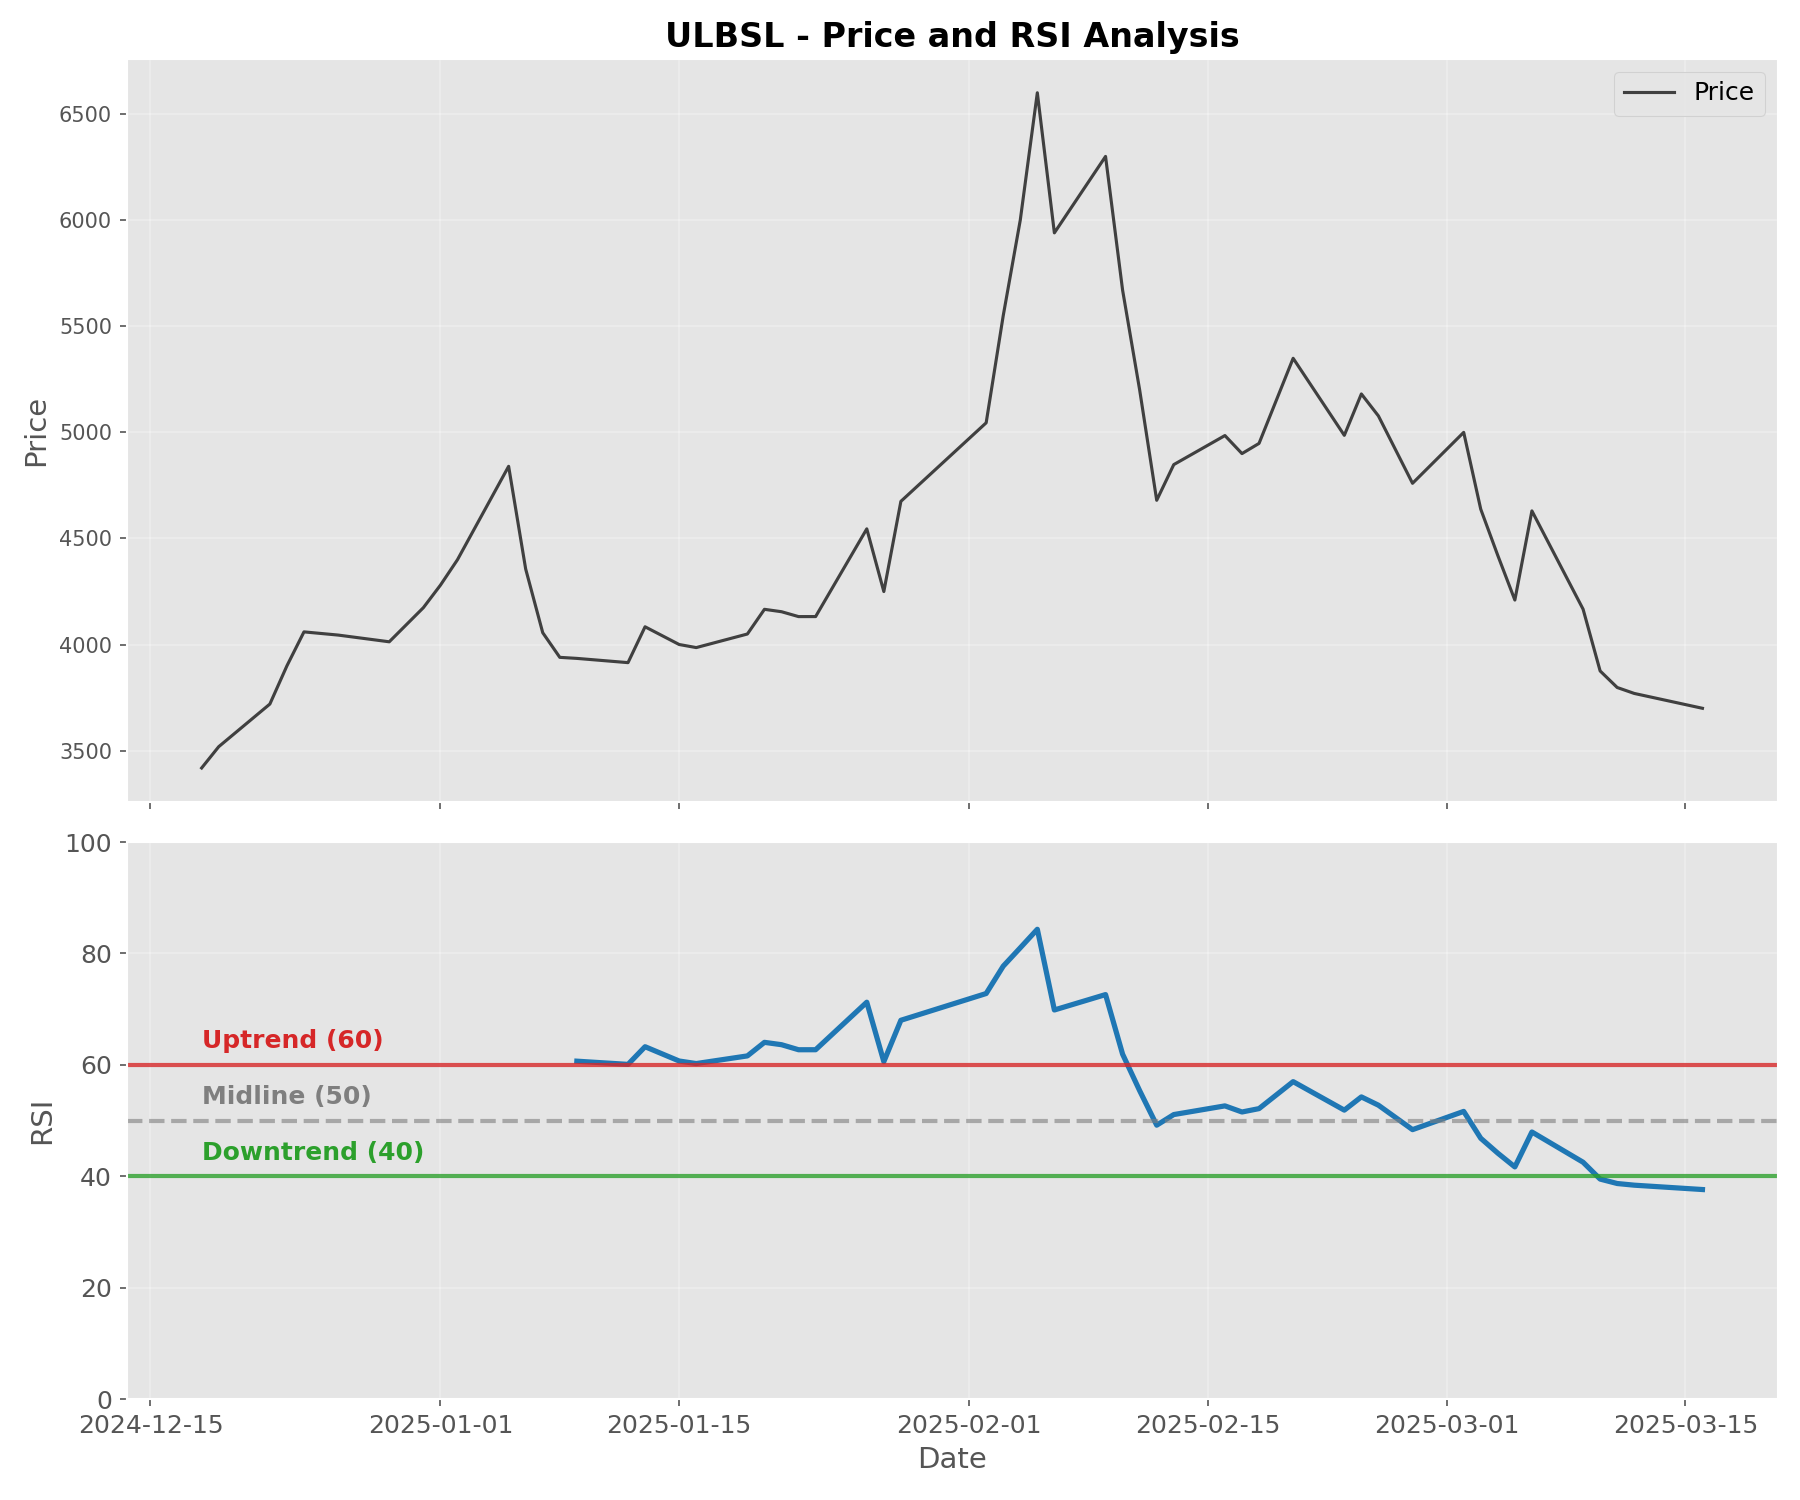 ULBSL - Price and RSI Analysis
Price
6500
6000
5500
5000
4500
4000
3500
Price
100
80
60
40
20
0
RSI
Uptrend (60)
Midline (50)
Downtrend (40)
2024-12-15
2025-01-01
2025-01-15
2025-02-01
2025-02-15
2025-03-01
2025-03-15
Date